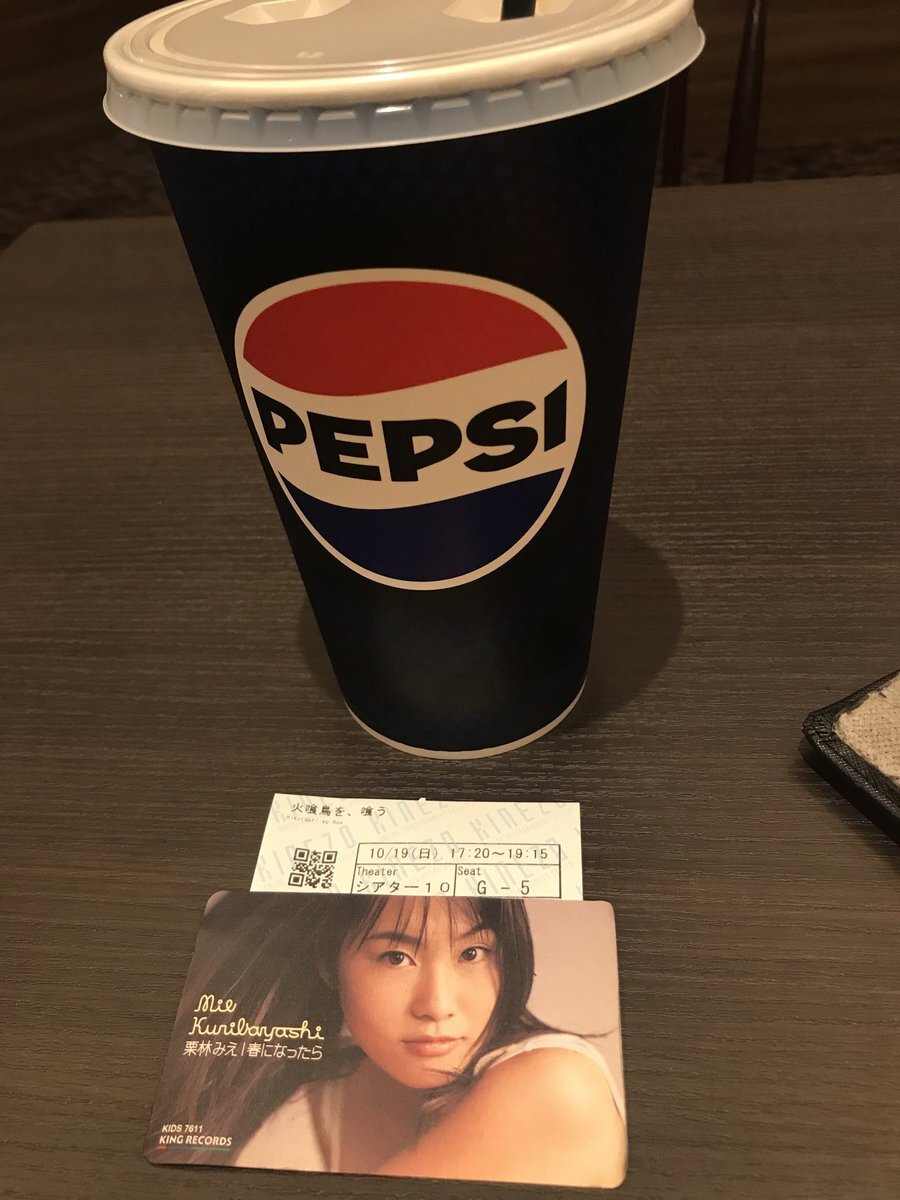 PEPSI
火喰鳥を、喰う
KINEZO KINEZO
10/19(日) 17:20~19:15
Theater
シアター10
Seat
G - 5
Mie
Kuribayashi
栗林みえ|春になったら
KIDS 7611
KING RECORDS